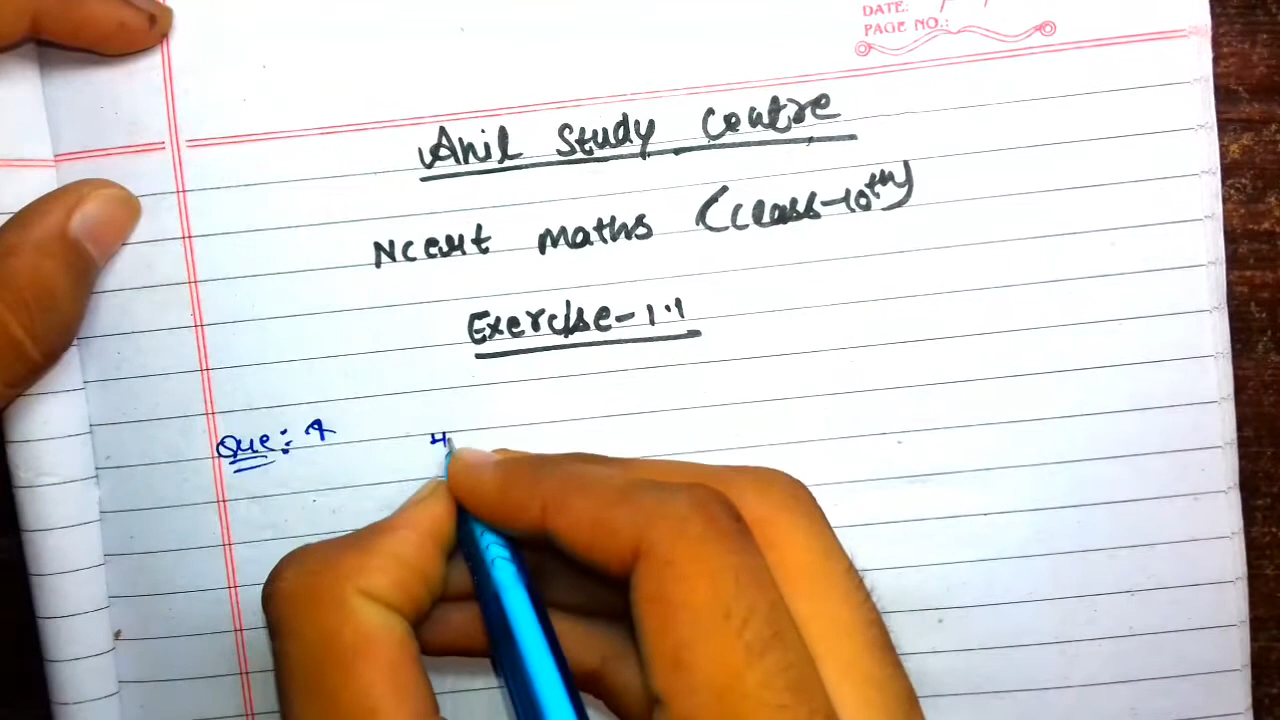 DATE:
PAGE NO.:
Anil Study Centre
Ncert maths (class-10th)
Exercise-1.1
Que: 4